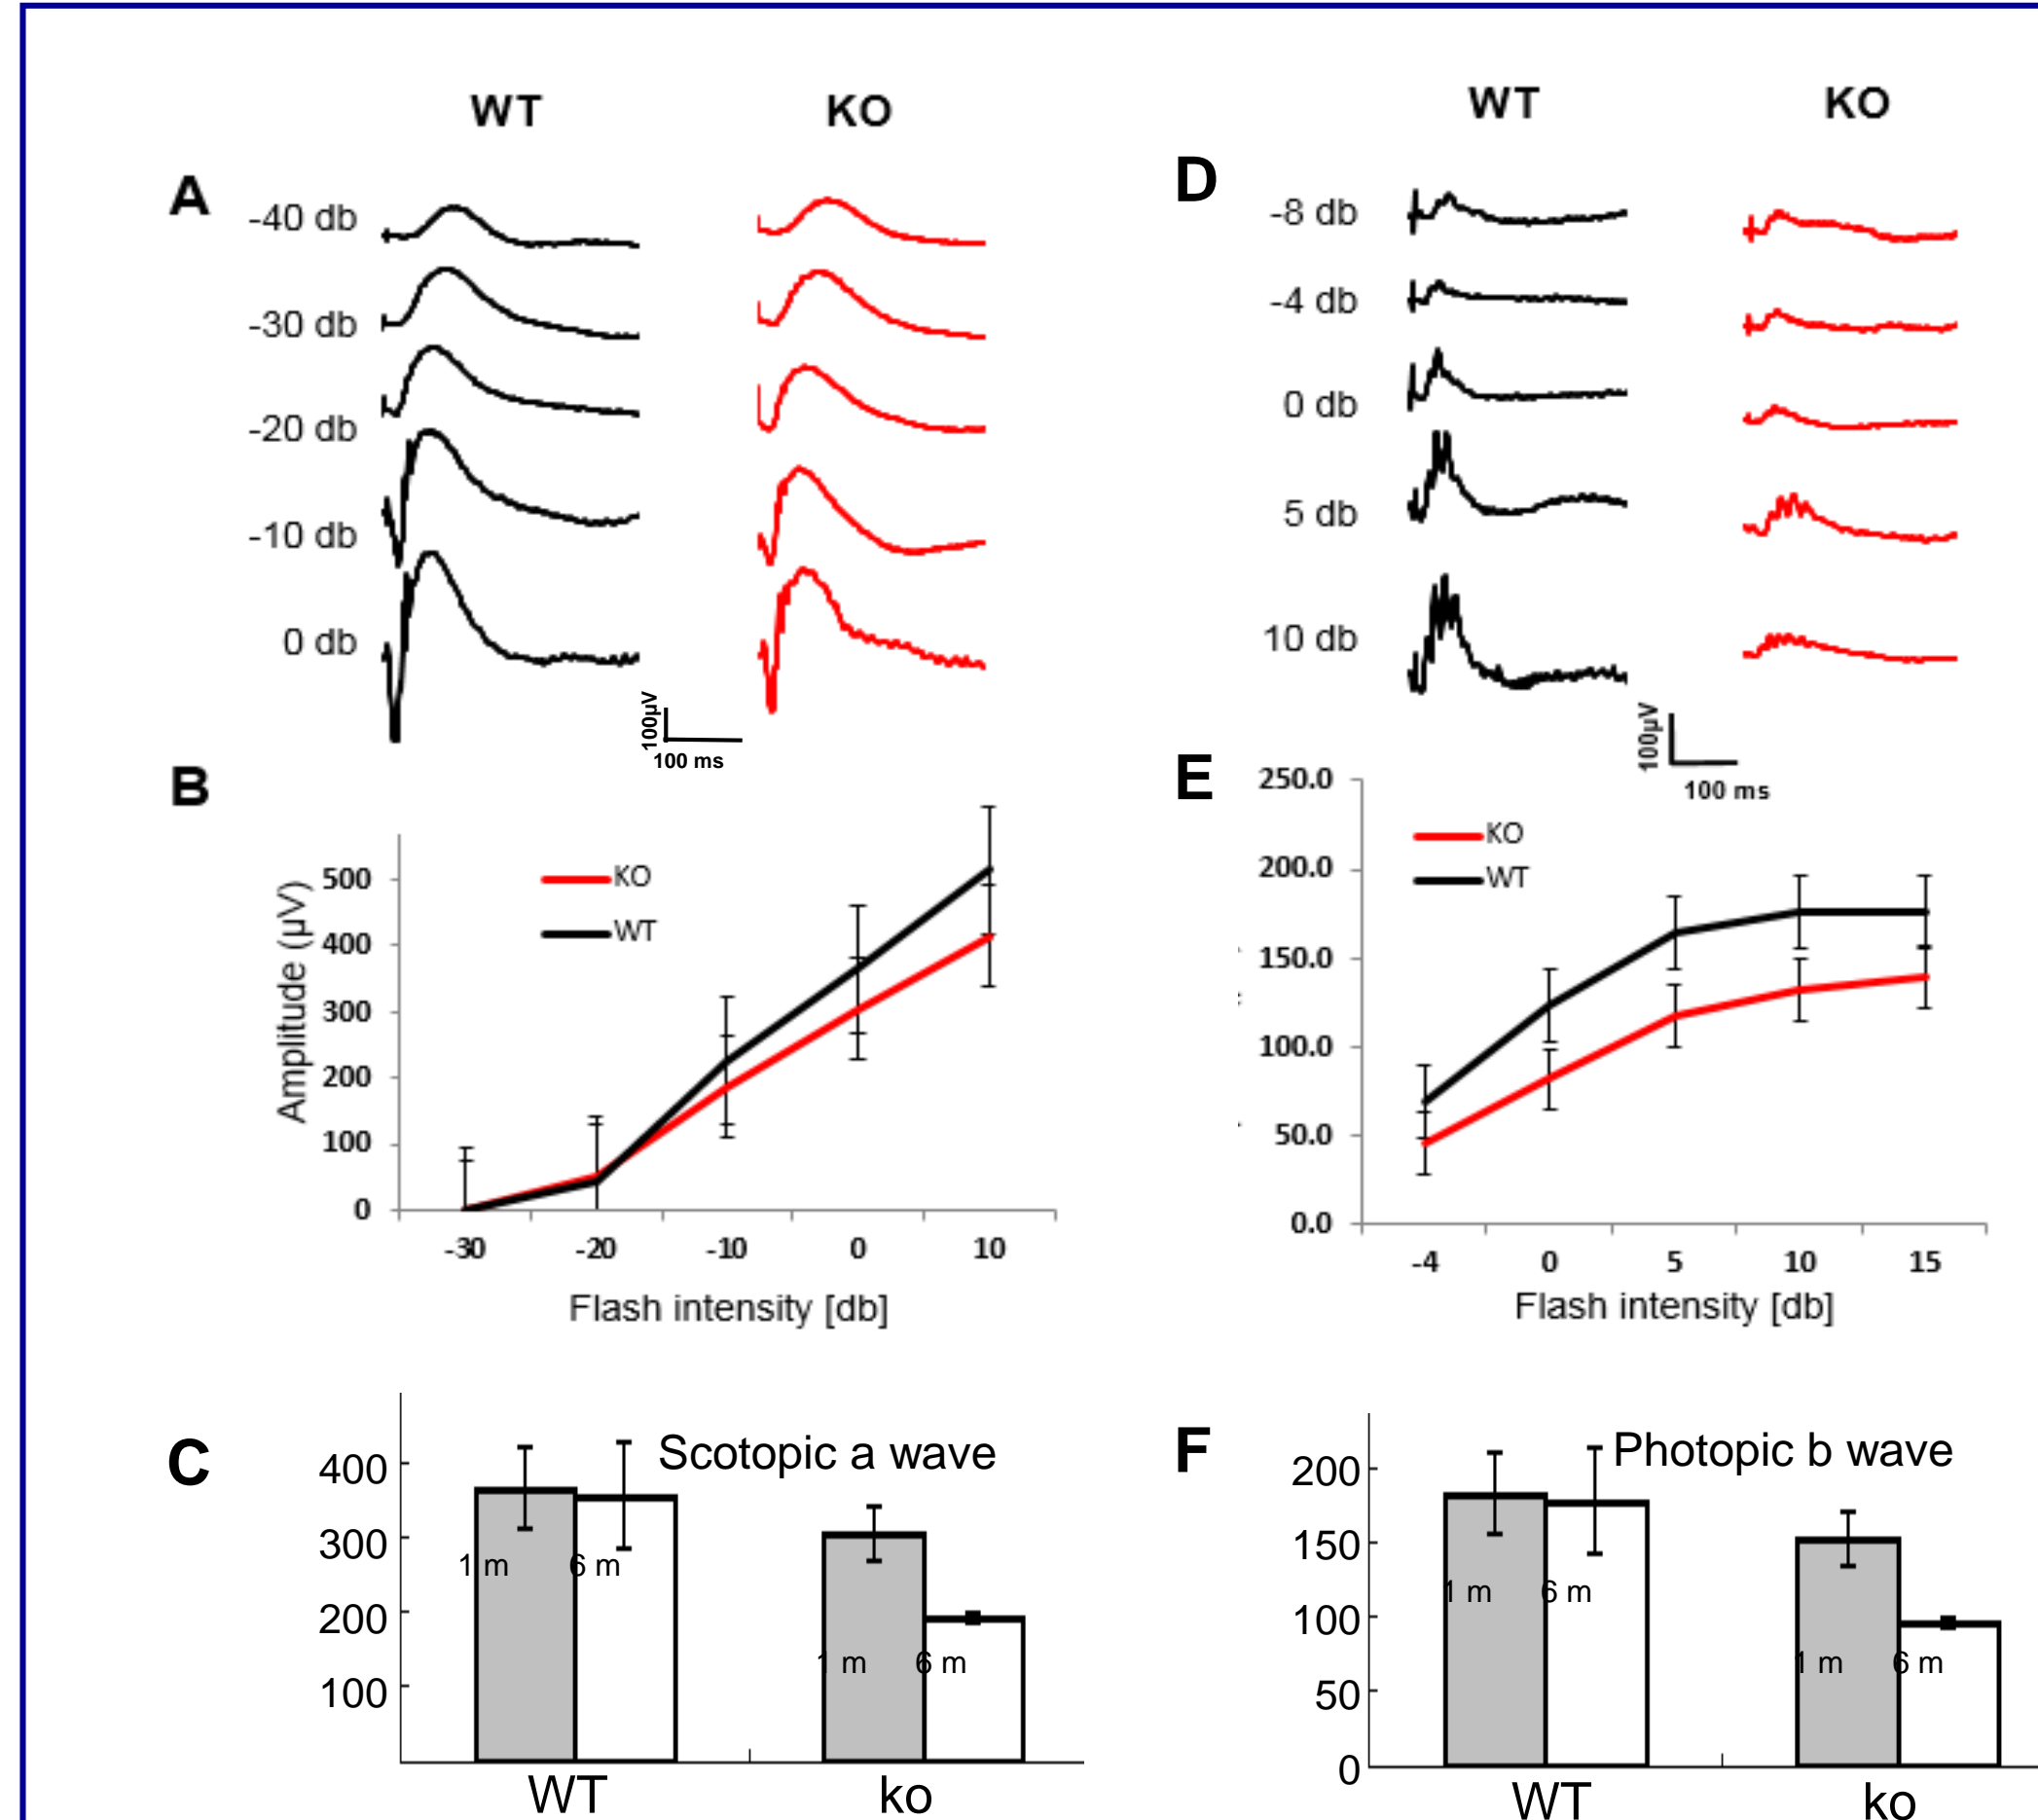 WT KO
A
-40 db
-30 db
-20 db
-10 db
0 db
100µV
100 ms
WT KO
D
-8 db
-4 db
0 db
5 db
10 db
100µV
100 ms
B
Amplitude (µV)
500
400
300
200
100
0
KO
WT
-30 -20 -10 0 10
Flash intensity [db]
E
250.0
200.0
150.0
100.0
50.0
0.0
KO
WT
-4 0 5 10 15
Flash intensity [db]
C
Scotopic a wave
400
300
200
100
1 m 6 m
1 m 6 m
WT ko
F
Photopic b wave
200
150
100
50
0
1 m 6 m
1 m 6 m
WT ko